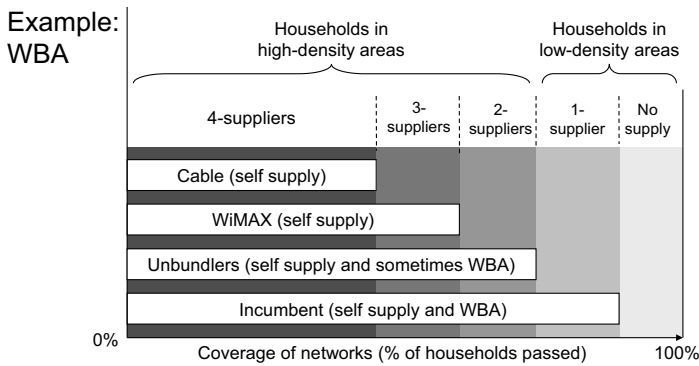 Example:
WBA
Households in
high-density areas
Households in
low-density areas
4-suppliers
3-
suppliers
2-
suppliers
1-
supplier
No
supply
Cable (self supply)
WiMAX (self supply)
Unbundlers (self supply and sometimes WBA)
Incumbent (self supply and WBA)
0%
Coverage of networks (% of households passed)
100%